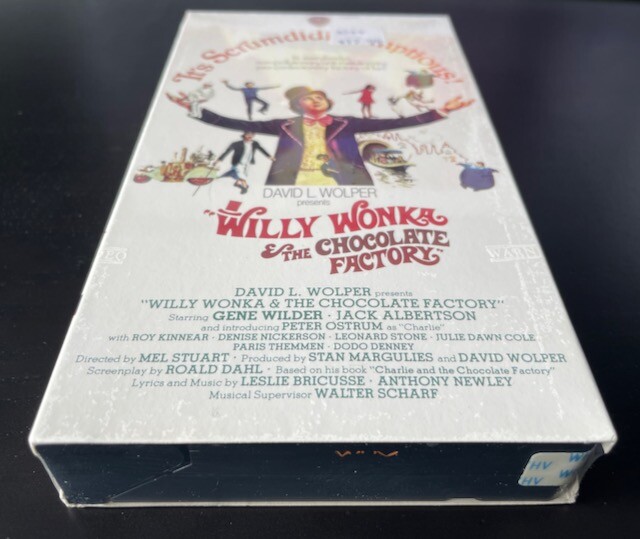 "It's Scrumdidi
DAVID L. WOLPER
presents
"WILLY WONKA
& THE CHOCOLATE
FACTORY"
DAVID L. WOLPER presents
"WILLY WONKA & THE CHOCOLATE FACTORY"
Starring GENE WILDER · JACK ALBERTSON
and introducing PETER OSTRUM as "Charlie"
with ROY KINNEAR · DENISE NICKERSON · LEONARD STONE · JULIE DAWN COLE
PARIS THEMMEN · DODO DENNEY
Directed by MEL STUART · Produced by STAN MARGULIES and DAVID WOLPER
Screenplay by ROALD DAHL · Based on his book "Charlie and the Chocolate Factory"
Lyrics and Music by LESLIE BRICUSSE · ANTHONY NEWLEY
Musical Supervisor WALTER SCHARF
HV W
HV W